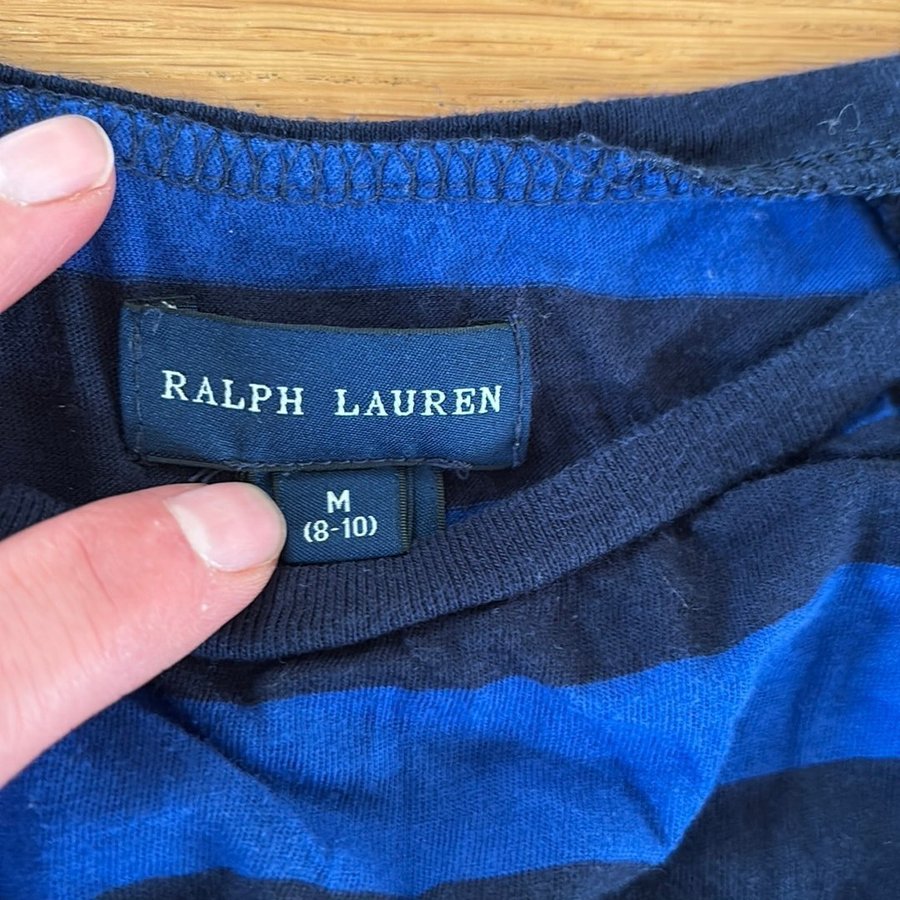 RALPH LAUREN
M
(8-10)